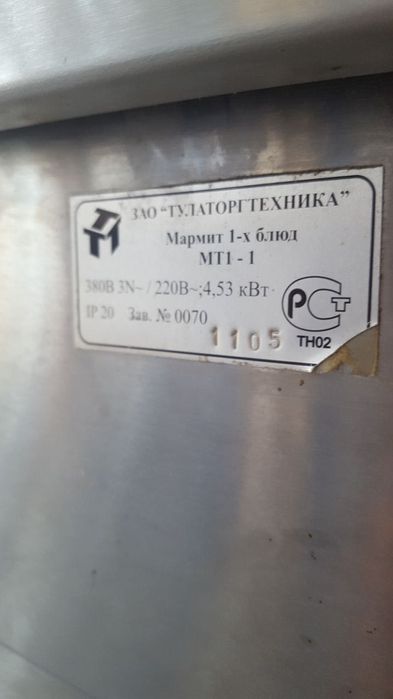 ЗАО "ТУЛАТОРГТЕХНИКА"
Мармит 1-х блюд
МТ1 - 1
380В 3N~ / 220В~;4,53 кВт
IP 20 Зав. № 0070
1105
РСТ
ТН02